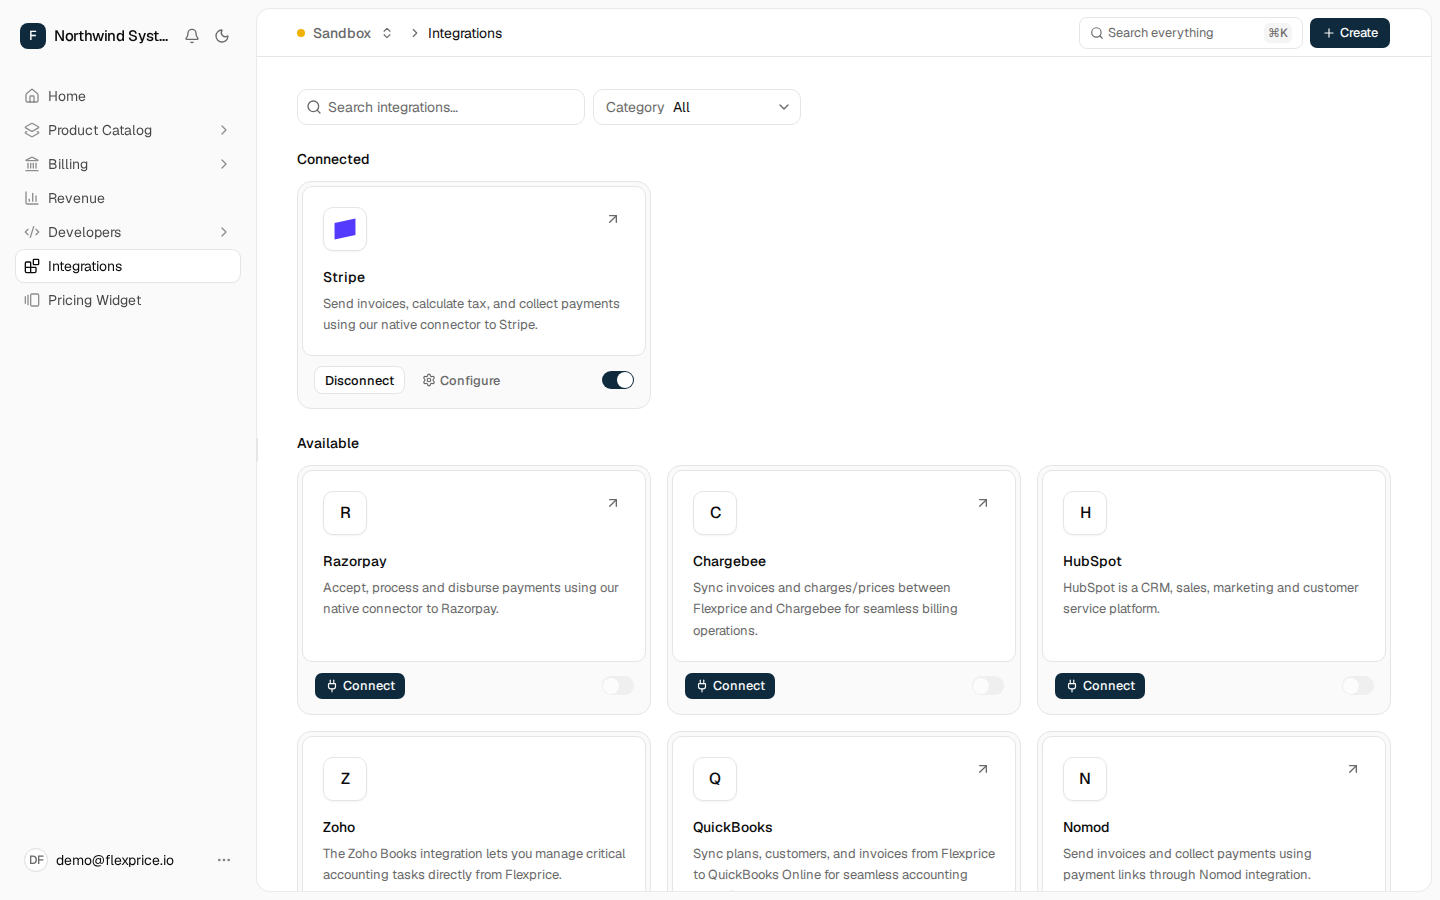 F Northwind Syst...
Home
Product Catalog
Billing
Revenue
Developers
Integrations
Pricing Widget
DF demo@flexprice.io
Sandbox Integrations
Search everything ⌘K
Create
Search integrations...
Category All
Connected
Stripe
Send invoices, calculate tax, and collect payments
using our native connector to Stripe.
Disconnect Configure
Available
R
Razorpay
Accept, process and disburse payments using our
native connector to Razorpay.
Connect
C
Chargebee
Sync invoices and charges/prices between
Flexprice and Chargebee for seamless billing
operations.
Connect
H
HubSpot
HubSpot is a CRM, sales, marketing and customer
service platform.
Connect
Z
Zoho
The Zoho Books integration lets you manage critical
accounting tasks directly from Flexprice.
Q
QuickBooks
Sync plans, customers, and invoices from Flexprice
to QuickBooks Online for seamless accounting
N
Nomod
Send invoices and collect payments using
payment links through Nomod integration.